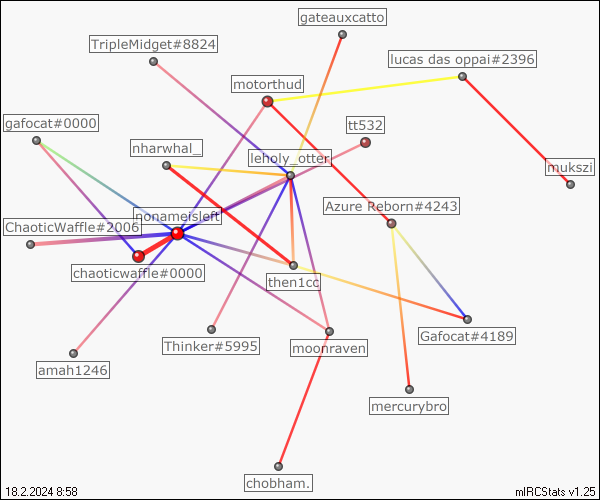 gateauxcatto
TripleMidget#8824
lucas das oppai#2396
motorthud
gafocat#0000
tt532
nharwhal_
leholy_otter
mukszi
Azure Reborn#4243
nonameisleft
ChaoticWaffle#2006
chaoticwaffle#0000
then1cc
Gafocat#4189
Thinker#5995
moonraven
amah1246
mercurybro
chobham.
18.2.2024 8:58
mIRCStats v1.25